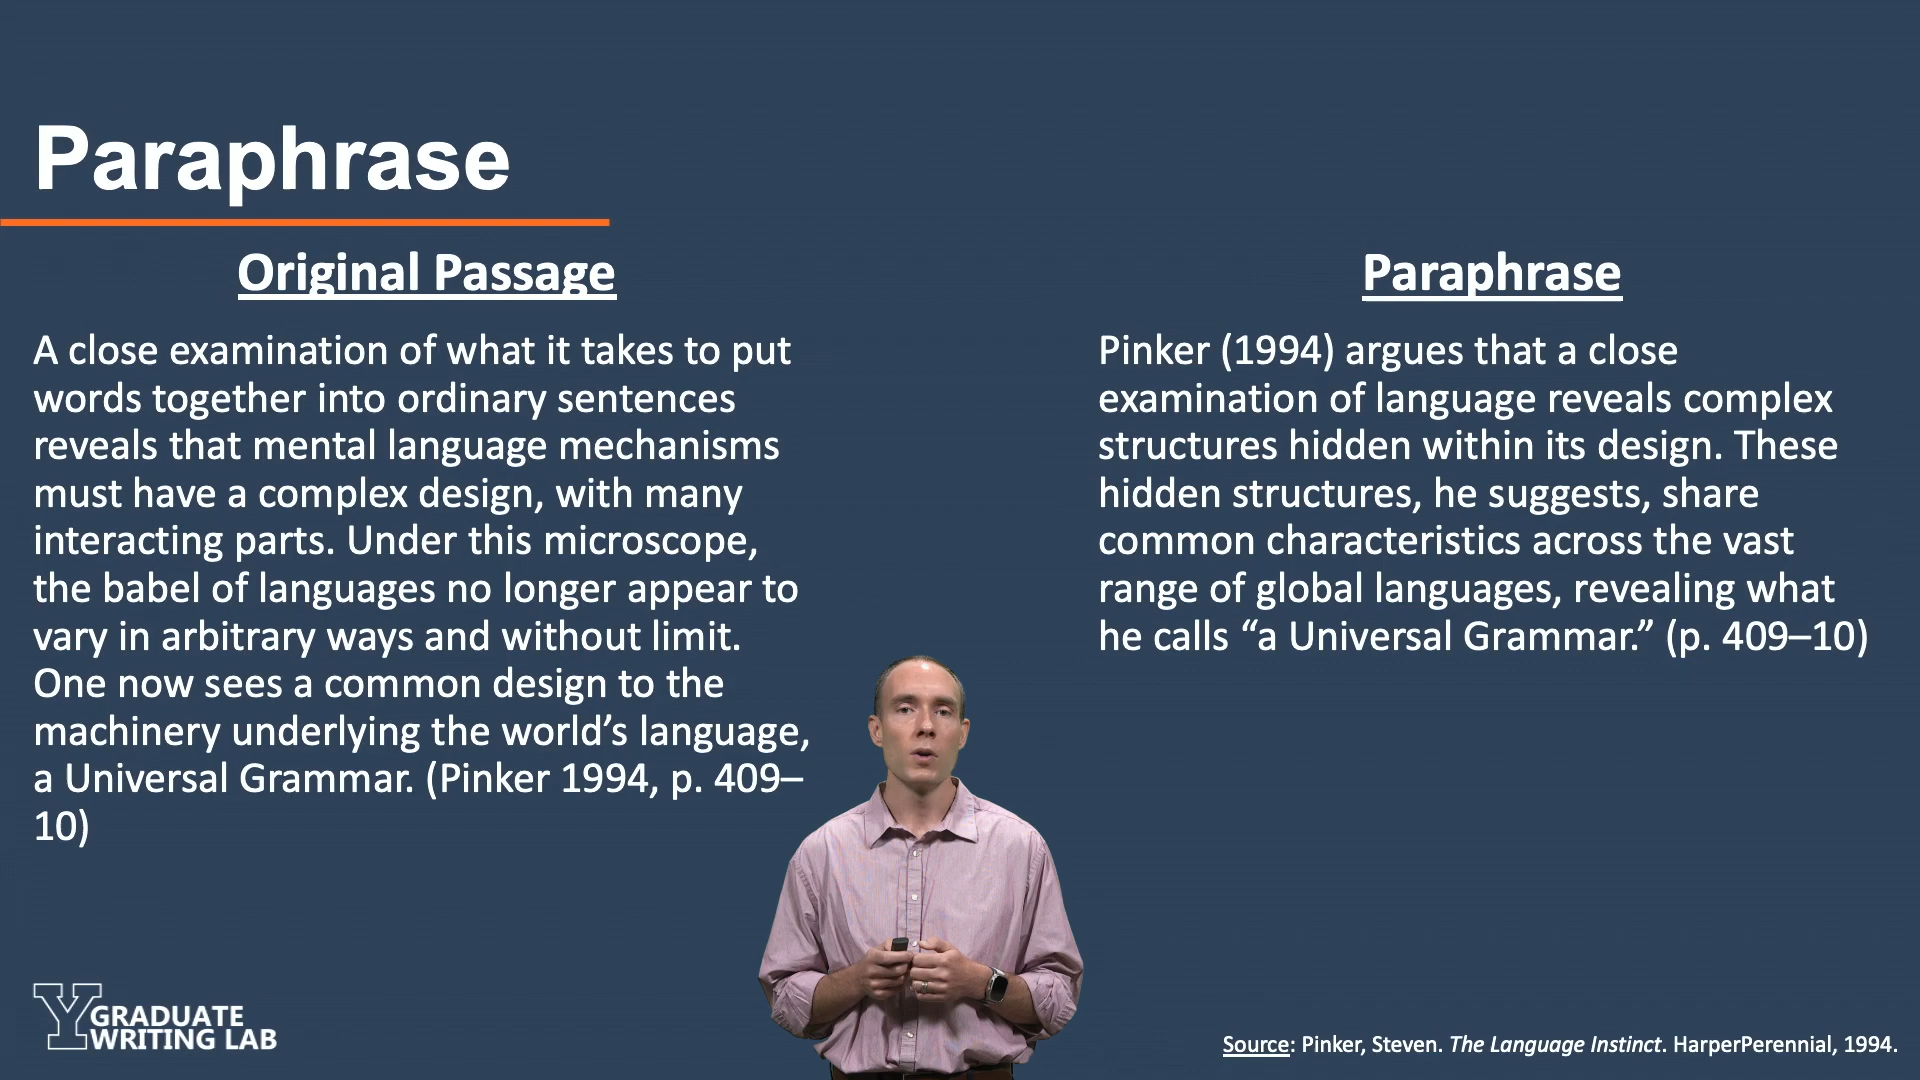 Paraphrase
Original Passage
A close examination of what it takes to put
words together into ordinary sentences
reveals that mental language mechanisms
must have a complex design, with many
interacting parts. Under this microscope,
the babel of languages no longer appear to
vary in arbitrary ways and without limit.
One now sees a common design to the
machinery underlying the world’s language,
a Universal Grammar. (Pinker 1994, p. 409–
10)
Paraphrase
Pinker (1994) argues that a close
examination of language reveals complex
structures hidden within its design. These
hidden structures, he suggests, share
common characteristics across the vast
range of global languages, revealing what
he calls “a Universal Grammar.” (p. 409–10)
Y GRADUATE
WRITING LAB
Source: Pinker, Steven. The Language Instinct. HarperPerennial, 1994.